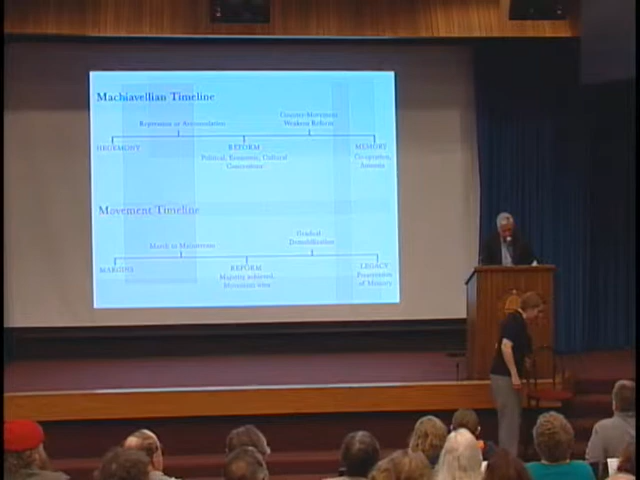 Machiavellian Timeline
Repression or Accommodation
Counter-Movement
Weakens Reform
HEGEMONY
REFORM
MEMORY
Political, Economic, Cultural
Concessions
Co-optation,
Amnesia
Movement Timeline
March to Mainstream
Gradual
Demobilization
MARGINS
REFORM
LEGACY
Majority achieved,
Movement wins
Preservation
of Memory